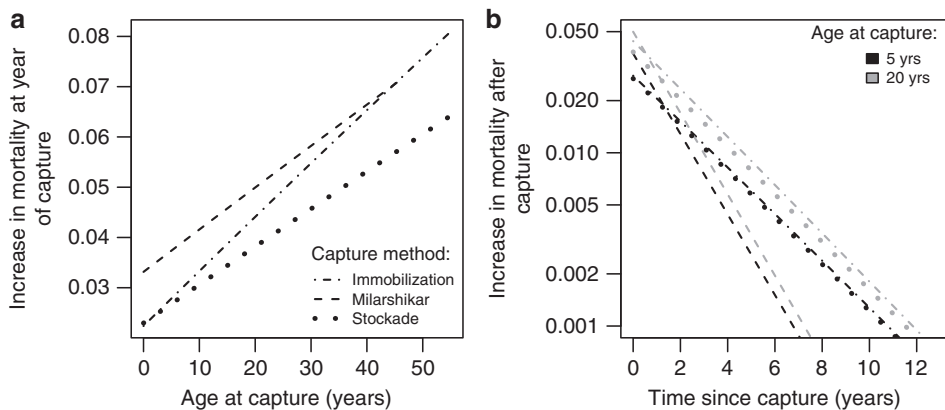 a
0.08
0.07
0.06
0.05
0.04
0.03
Increase in mortality at year
of capture
Capture method:
Immobilization
Milarshikar
Stockade
0 10 20 30 40 50
Age at capture (years)
b
0.050
0.020
0.010
0.005
0.002
0.001
Increase in mortality after
capture
Age at capture:
5 yrs
20 yrs
0 2 4 6 8 10 12
Time since capture (years)